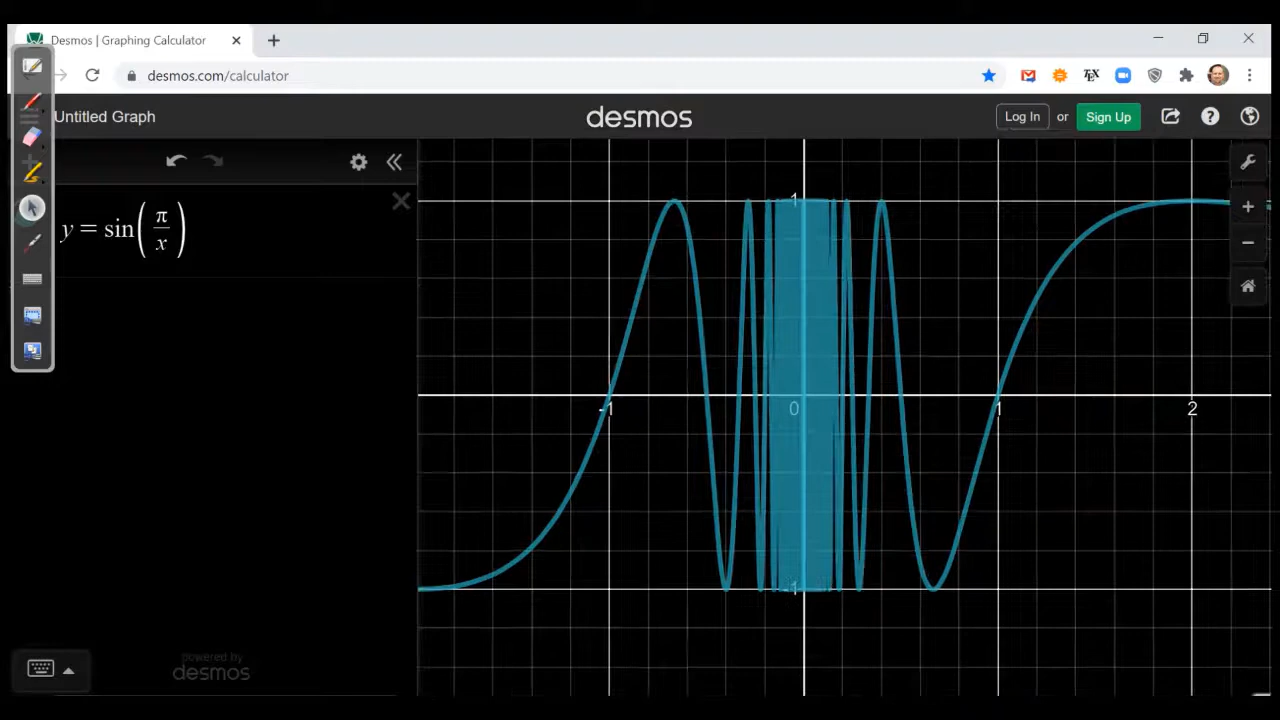 Desmos | Graphing Calculator
desmos.com/calculator
Untitled Graph
desmos
Log In or Sign Up
y = sin(π/x)
1
-1 0 1 2
-1
powered by
desmos